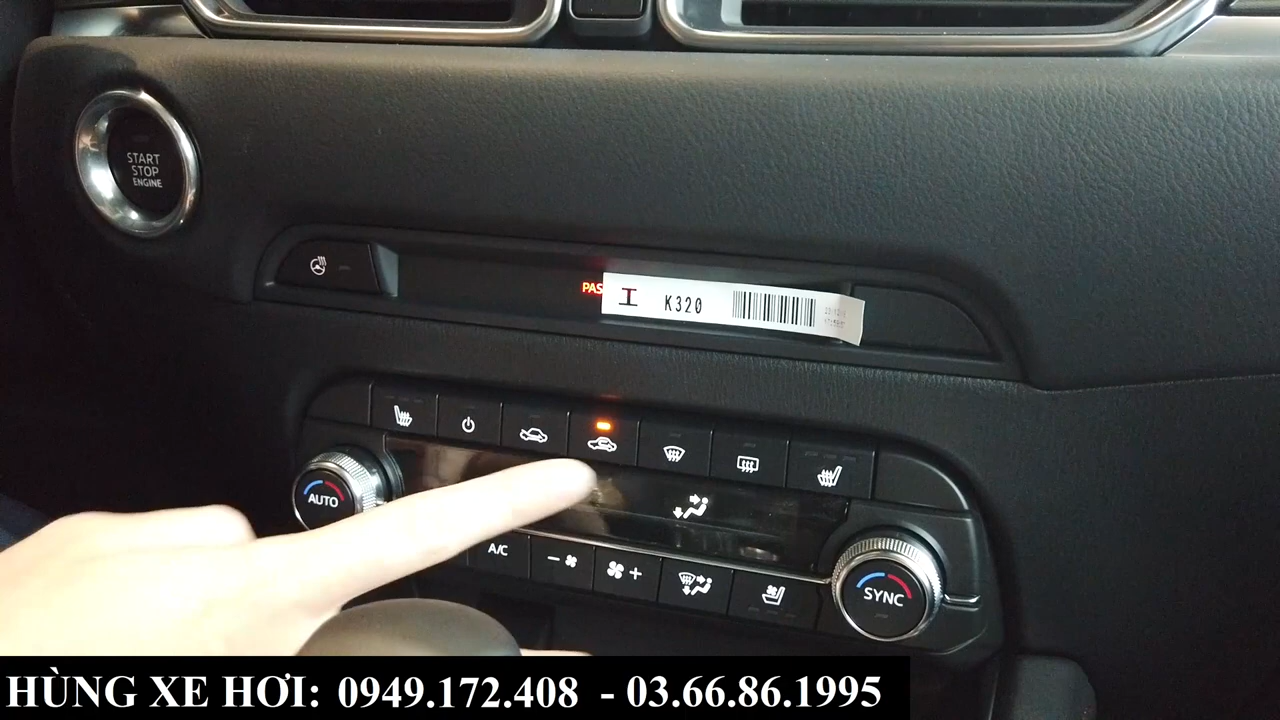 START
STOP
ENGINE
PAS
K320
AUTO
A/C
SYNC
HÙNG XE HƠI: 0949.172.408 - 03.66.86.1995